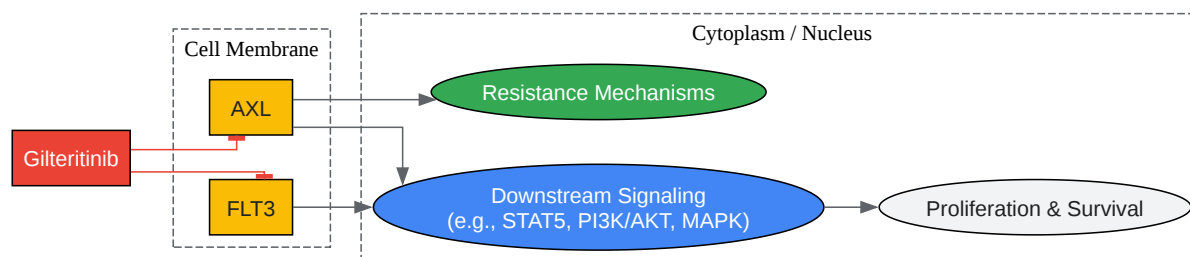 Cytoplasm / Nucleus
Cell Membrane
AXL
Resistance Mechanisms
Gilteritinib
FLT3
Downstream Signaling
(e.g., STAT5, PI3K/AKT, MAPK)
Proliferation & Survival